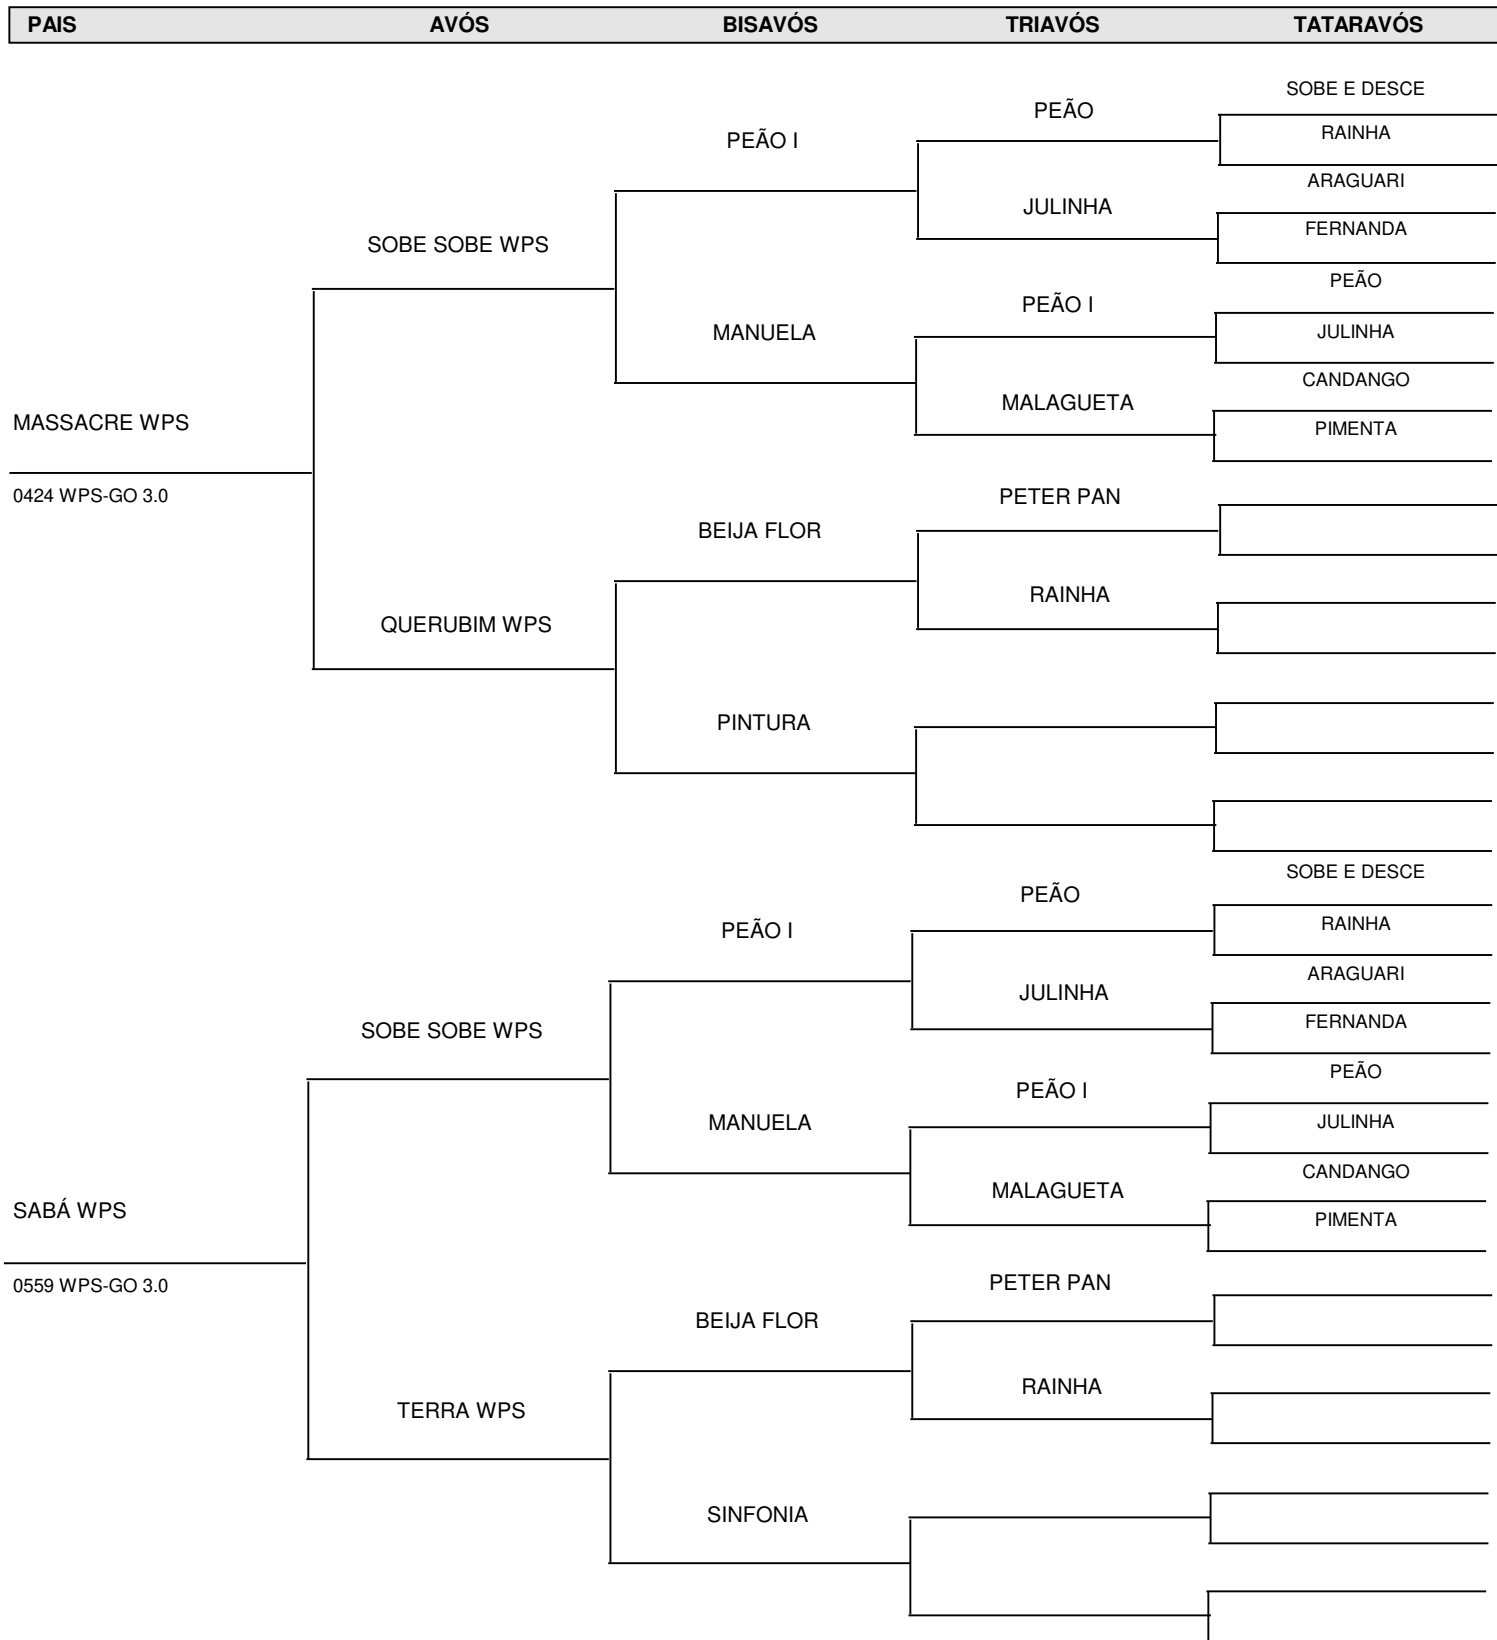 PAIS AVÓS BISAVÓS TRIAVÓS TATARAVÓS
SOBE E DESCE
PEÃO
RAINHA
PEÃO I
ARAGUARI
JULINHA
FERNANDA
SOBE SOBE WPS
PEÃO
PEÃO I
JULINHA
MANUELA
CANDANGO
MALAGUETA
MASSACRE WPS
PIMENTA
0424 WPS-GO 3.0
PETER PAN
BEIJA FLOR
RAINHA
QUERUBIM WPS
PINTURA
SOBE E DESCE
PEÃO
RAINHA
PEÃO I
ARAGUARI
JULINHA
FERNANDA
SOBE SOBE WPS
PEÃO
PEÃO I
JULINHA
MANUELA
CANDANGO
MALAGUETA
SABÁ WPS
PIMENTA
0559 WPS-GO 3.0
PETER PAN
BEIJA FLOR
RAINHA
TERRA WPS
SINFONIA